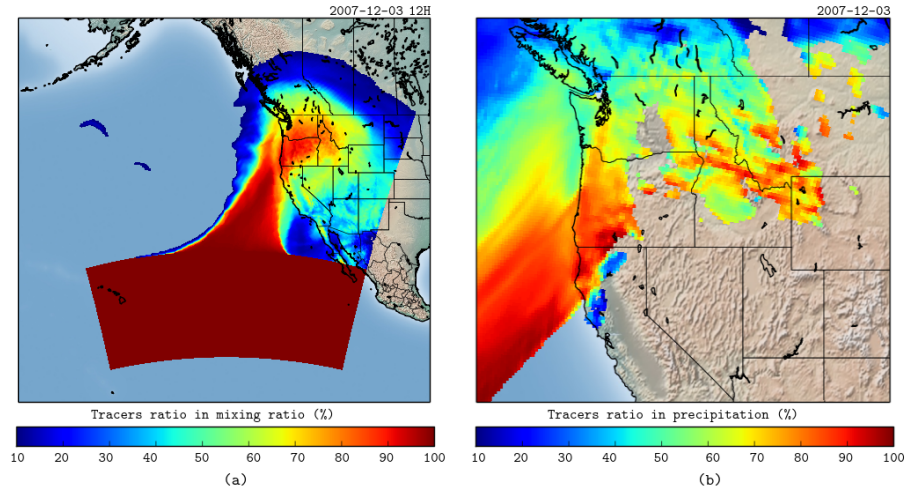 2007-12-03 12H
2007-12-03
Tracers ratio in mixing ratio (%)
Tracers ratio in precipitation (%)
10 20 30 40 50 60 70 80 90 100
10 20 30 40 50 60 70 80 90 100
(a)
(b)